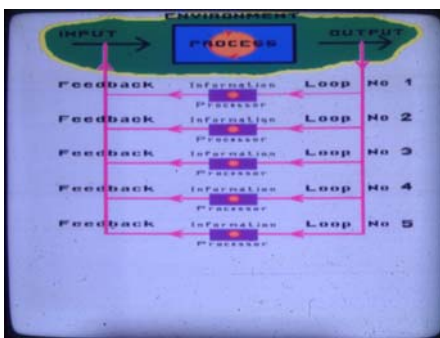 ENVIRONMENT
INPUT PROCESS OUTPUT
Feedback Information Processor Loop No 1
Feedback Information Processor Loop No 2
Feedback Information Processor Loop No 3
Feedback Information Processor Loop No 4
Feedback Information Processor Loop No 5